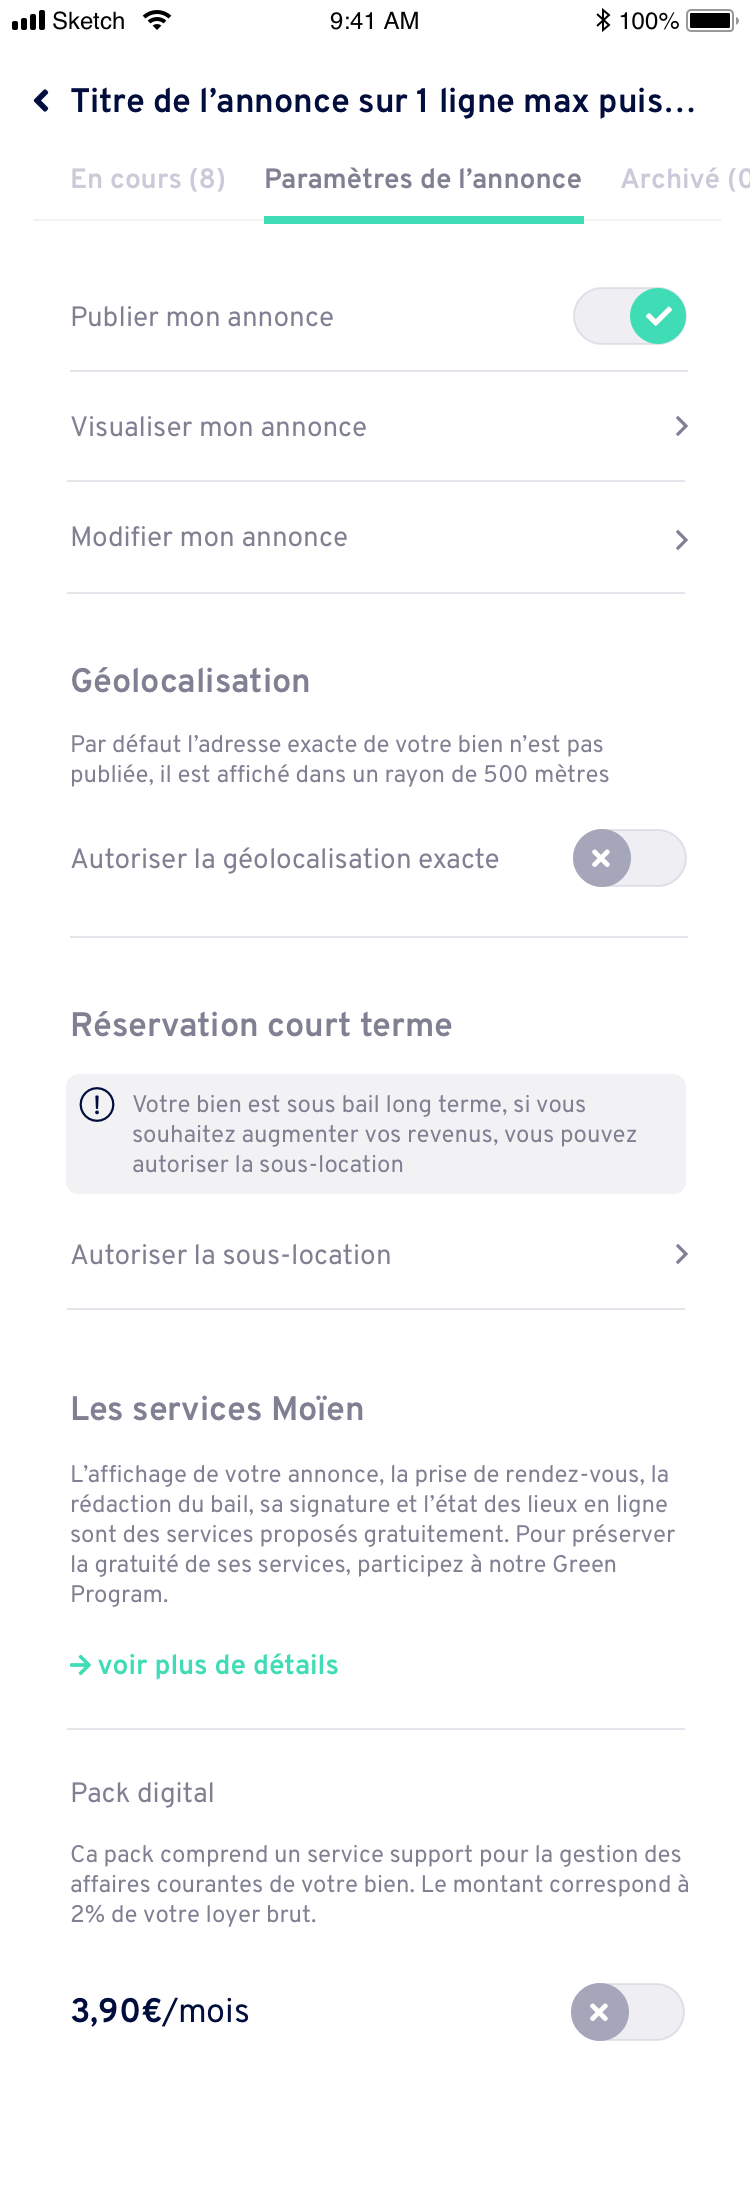 Sketch 9:41 AM 100%
Titre de l’annonce sur 1 ligne max puis...
En cours (8) Paramètres de l’annonce Archivé (0
Publier mon annonce
Visualiser mon annonce
Modifier mon annonce
Géolocalisation
Par défaut l’adresse exacte de votre bien n’est pas
publiée, il est affiché dans un rayon de 500 mètres
Autoriser la géolocalisation exacte
Réservation court terme
Votre bien est sous bail long terme, si vous
souhaitez augmenter vos revenus, vous pouvez
autoriser la sous-location
Autoriser la sous-location
Les services Moïen
L’affichage de votre annonce, la prise de rendez-vous, la
rédaction du bail, sa signature et l’état des lieux en ligne
sont des services proposés gratuitement. Pour préserver
la gratuité de ses services, participez à notre Green
Program.
→ voir plus de détails
Pack digital
Ca pack comprend un service support pour la gestion des
affaires courantes de votre bien. Le montant correspond à
2% de votre loyer brut.
3,90€/mois